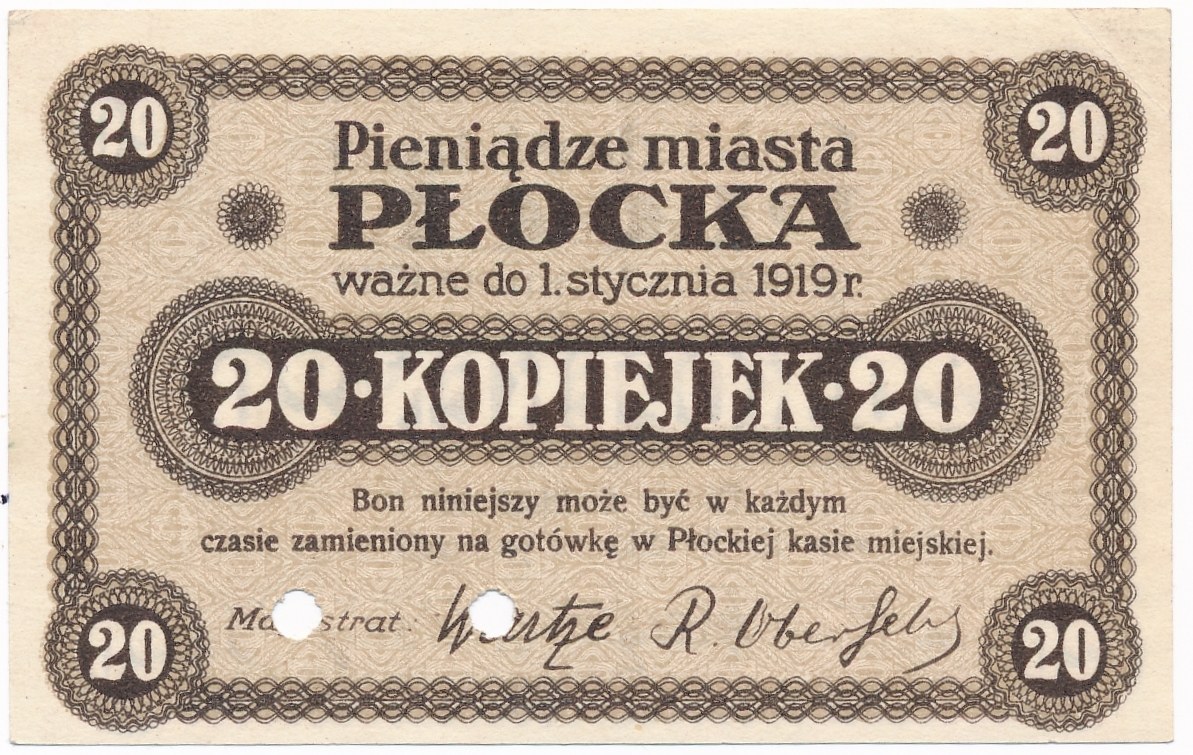 20 20
Pieniądze miasta
PŁOCKA
ważne do 1. stycznia 1919 r.
20 · KOPIEJEK · 20
Bon niniejszy może być w każdym
czasie zamieniony na gotówkę w Płockiej kasie miejskiej.
R.
20 20